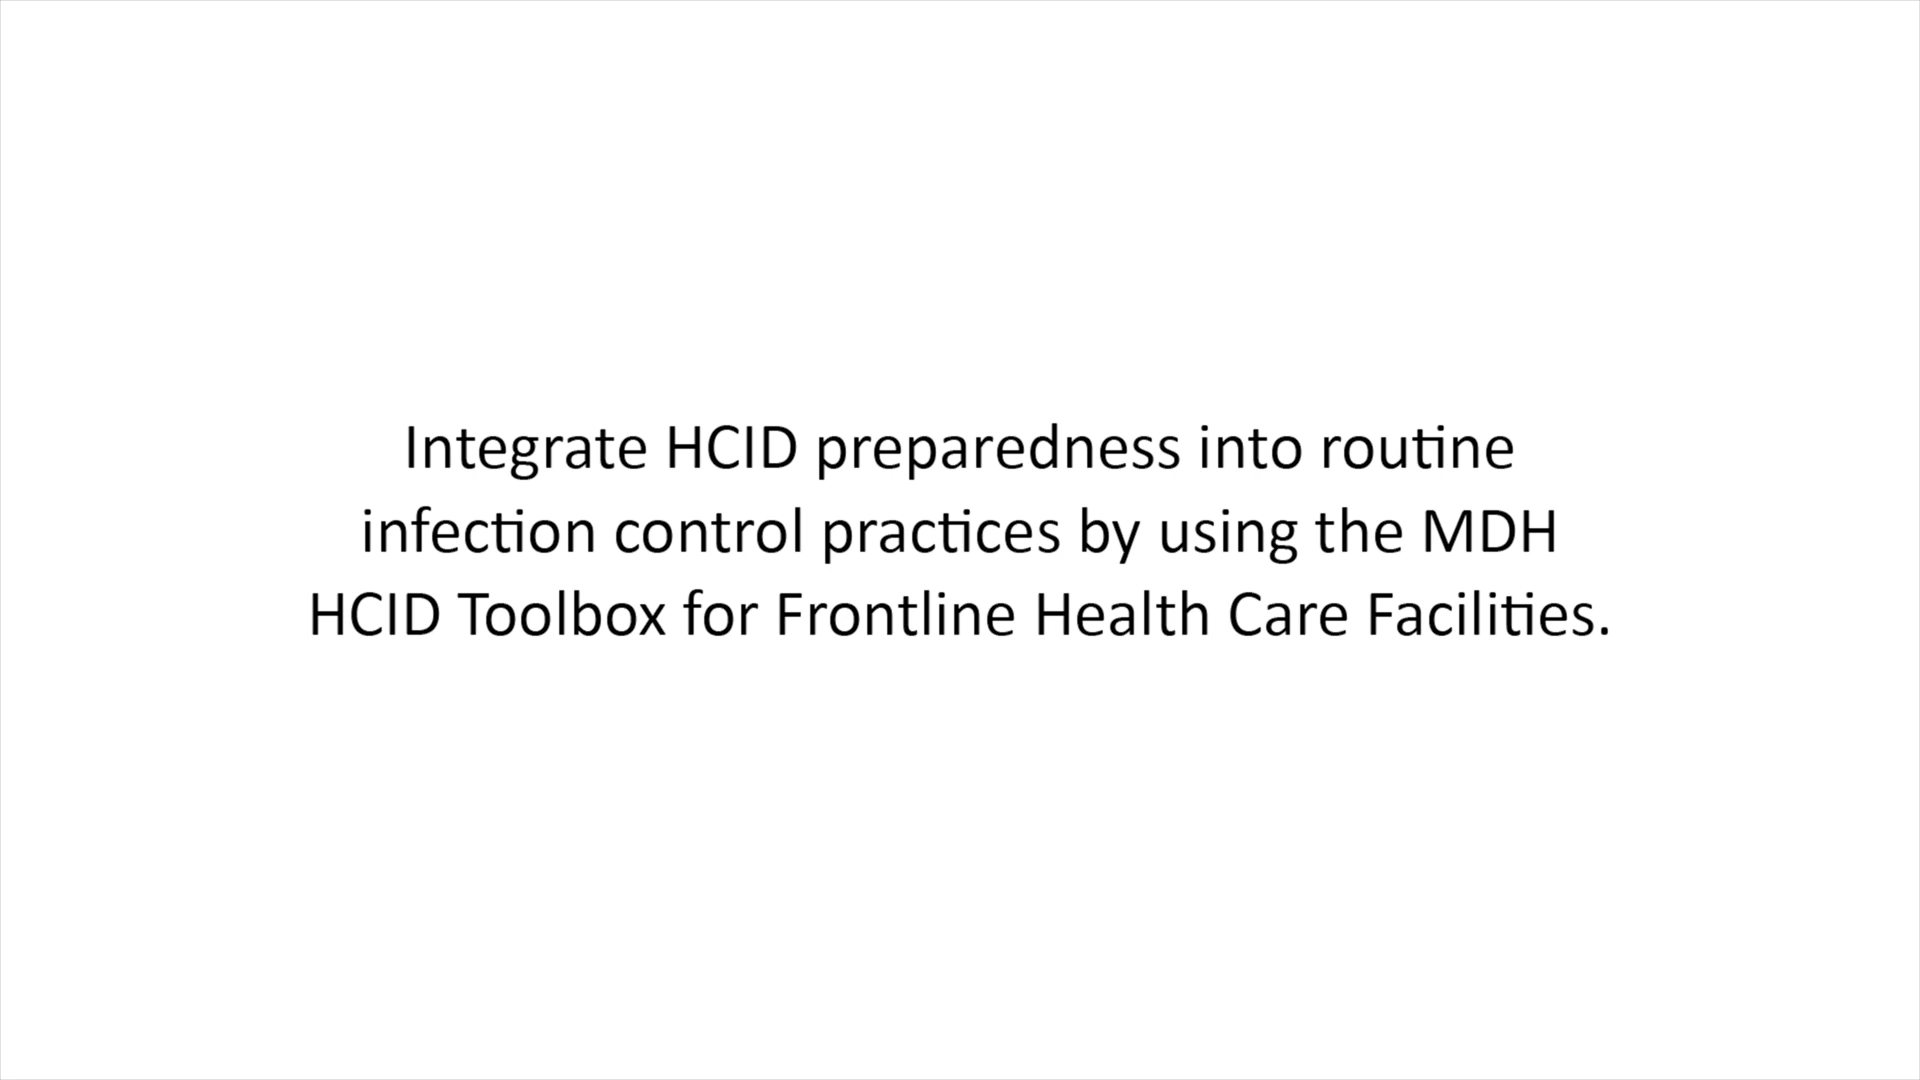 Integrate HCID preparedness into routine
infection control practices by using the MDH
HCID Toolbox for Frontline Health Care Facilities.